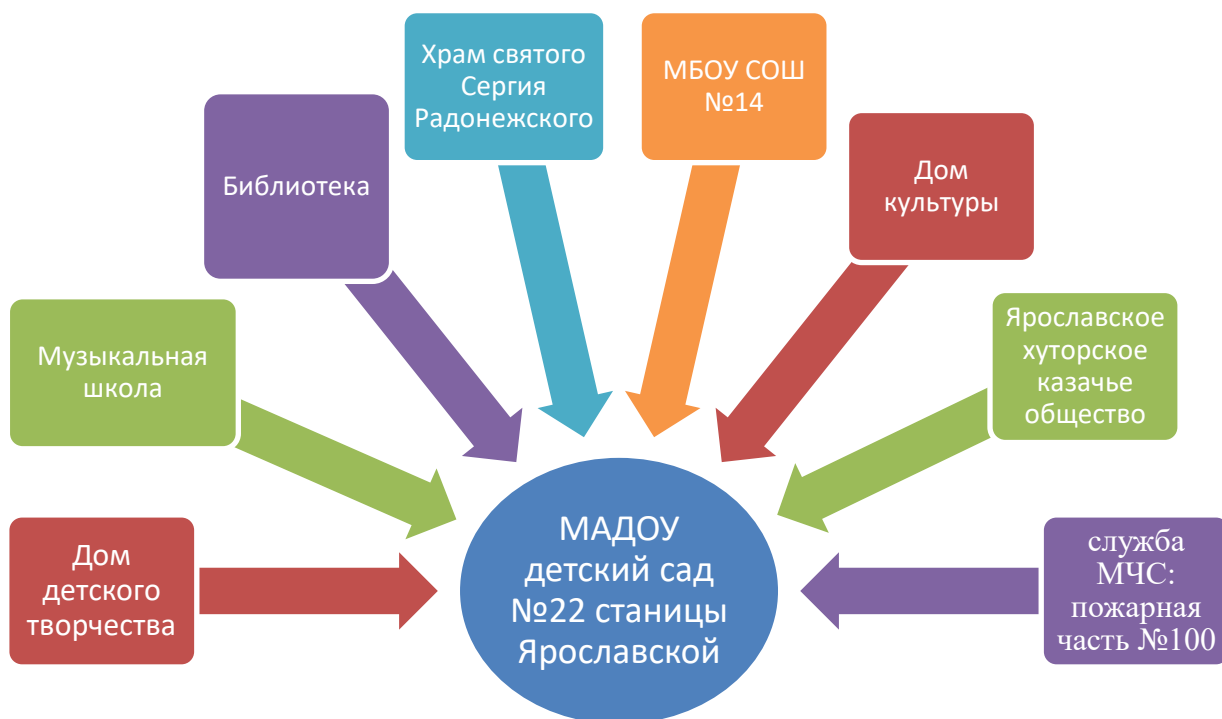 Храм святого
Сергия
Радонежского
МБОУ СОШ
№14
Библиотека
Дом
культуры
Музыкальная
школа
Ярославское
хуторское
казачье
общество
Дом
детского
творчества
МАДОУ
детский сад
№22 станицы
Ярославской
служба
МЧС:
пожарная
часть №100